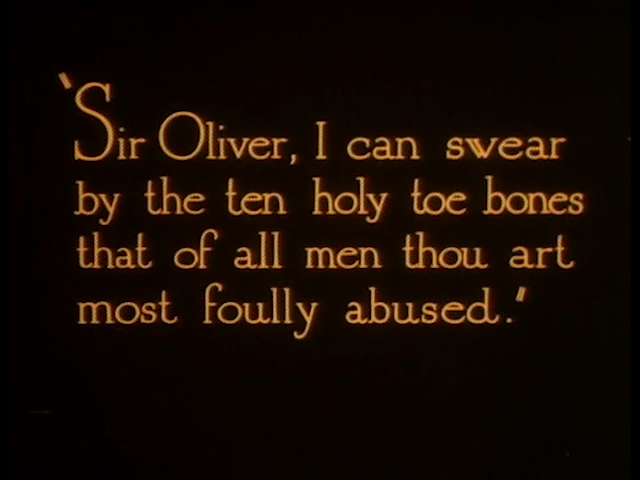 "Sir Oliver, I can swear
by the ten holy toe bones
that of all men thou art
most foully abused."